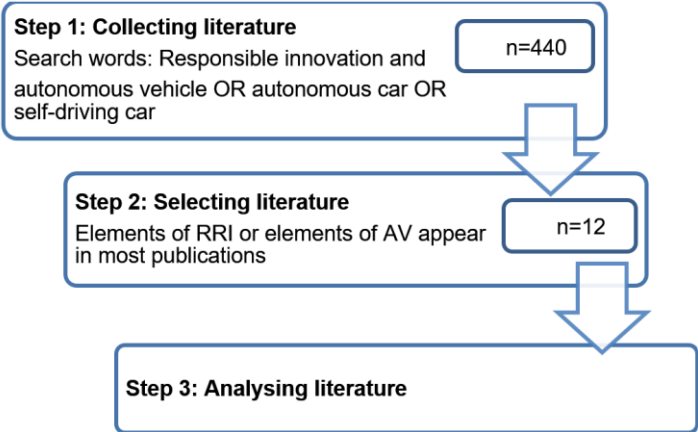 Step 1: Collecting literature
n=440
Search words: Responsible innovation and
autonomous vehicle OR autonomous car OR
self-driving car
Step 2: Selecting literature
n=12
Elements of RRI or elements of AV appear
in most publications
Step 3: Analysing literature